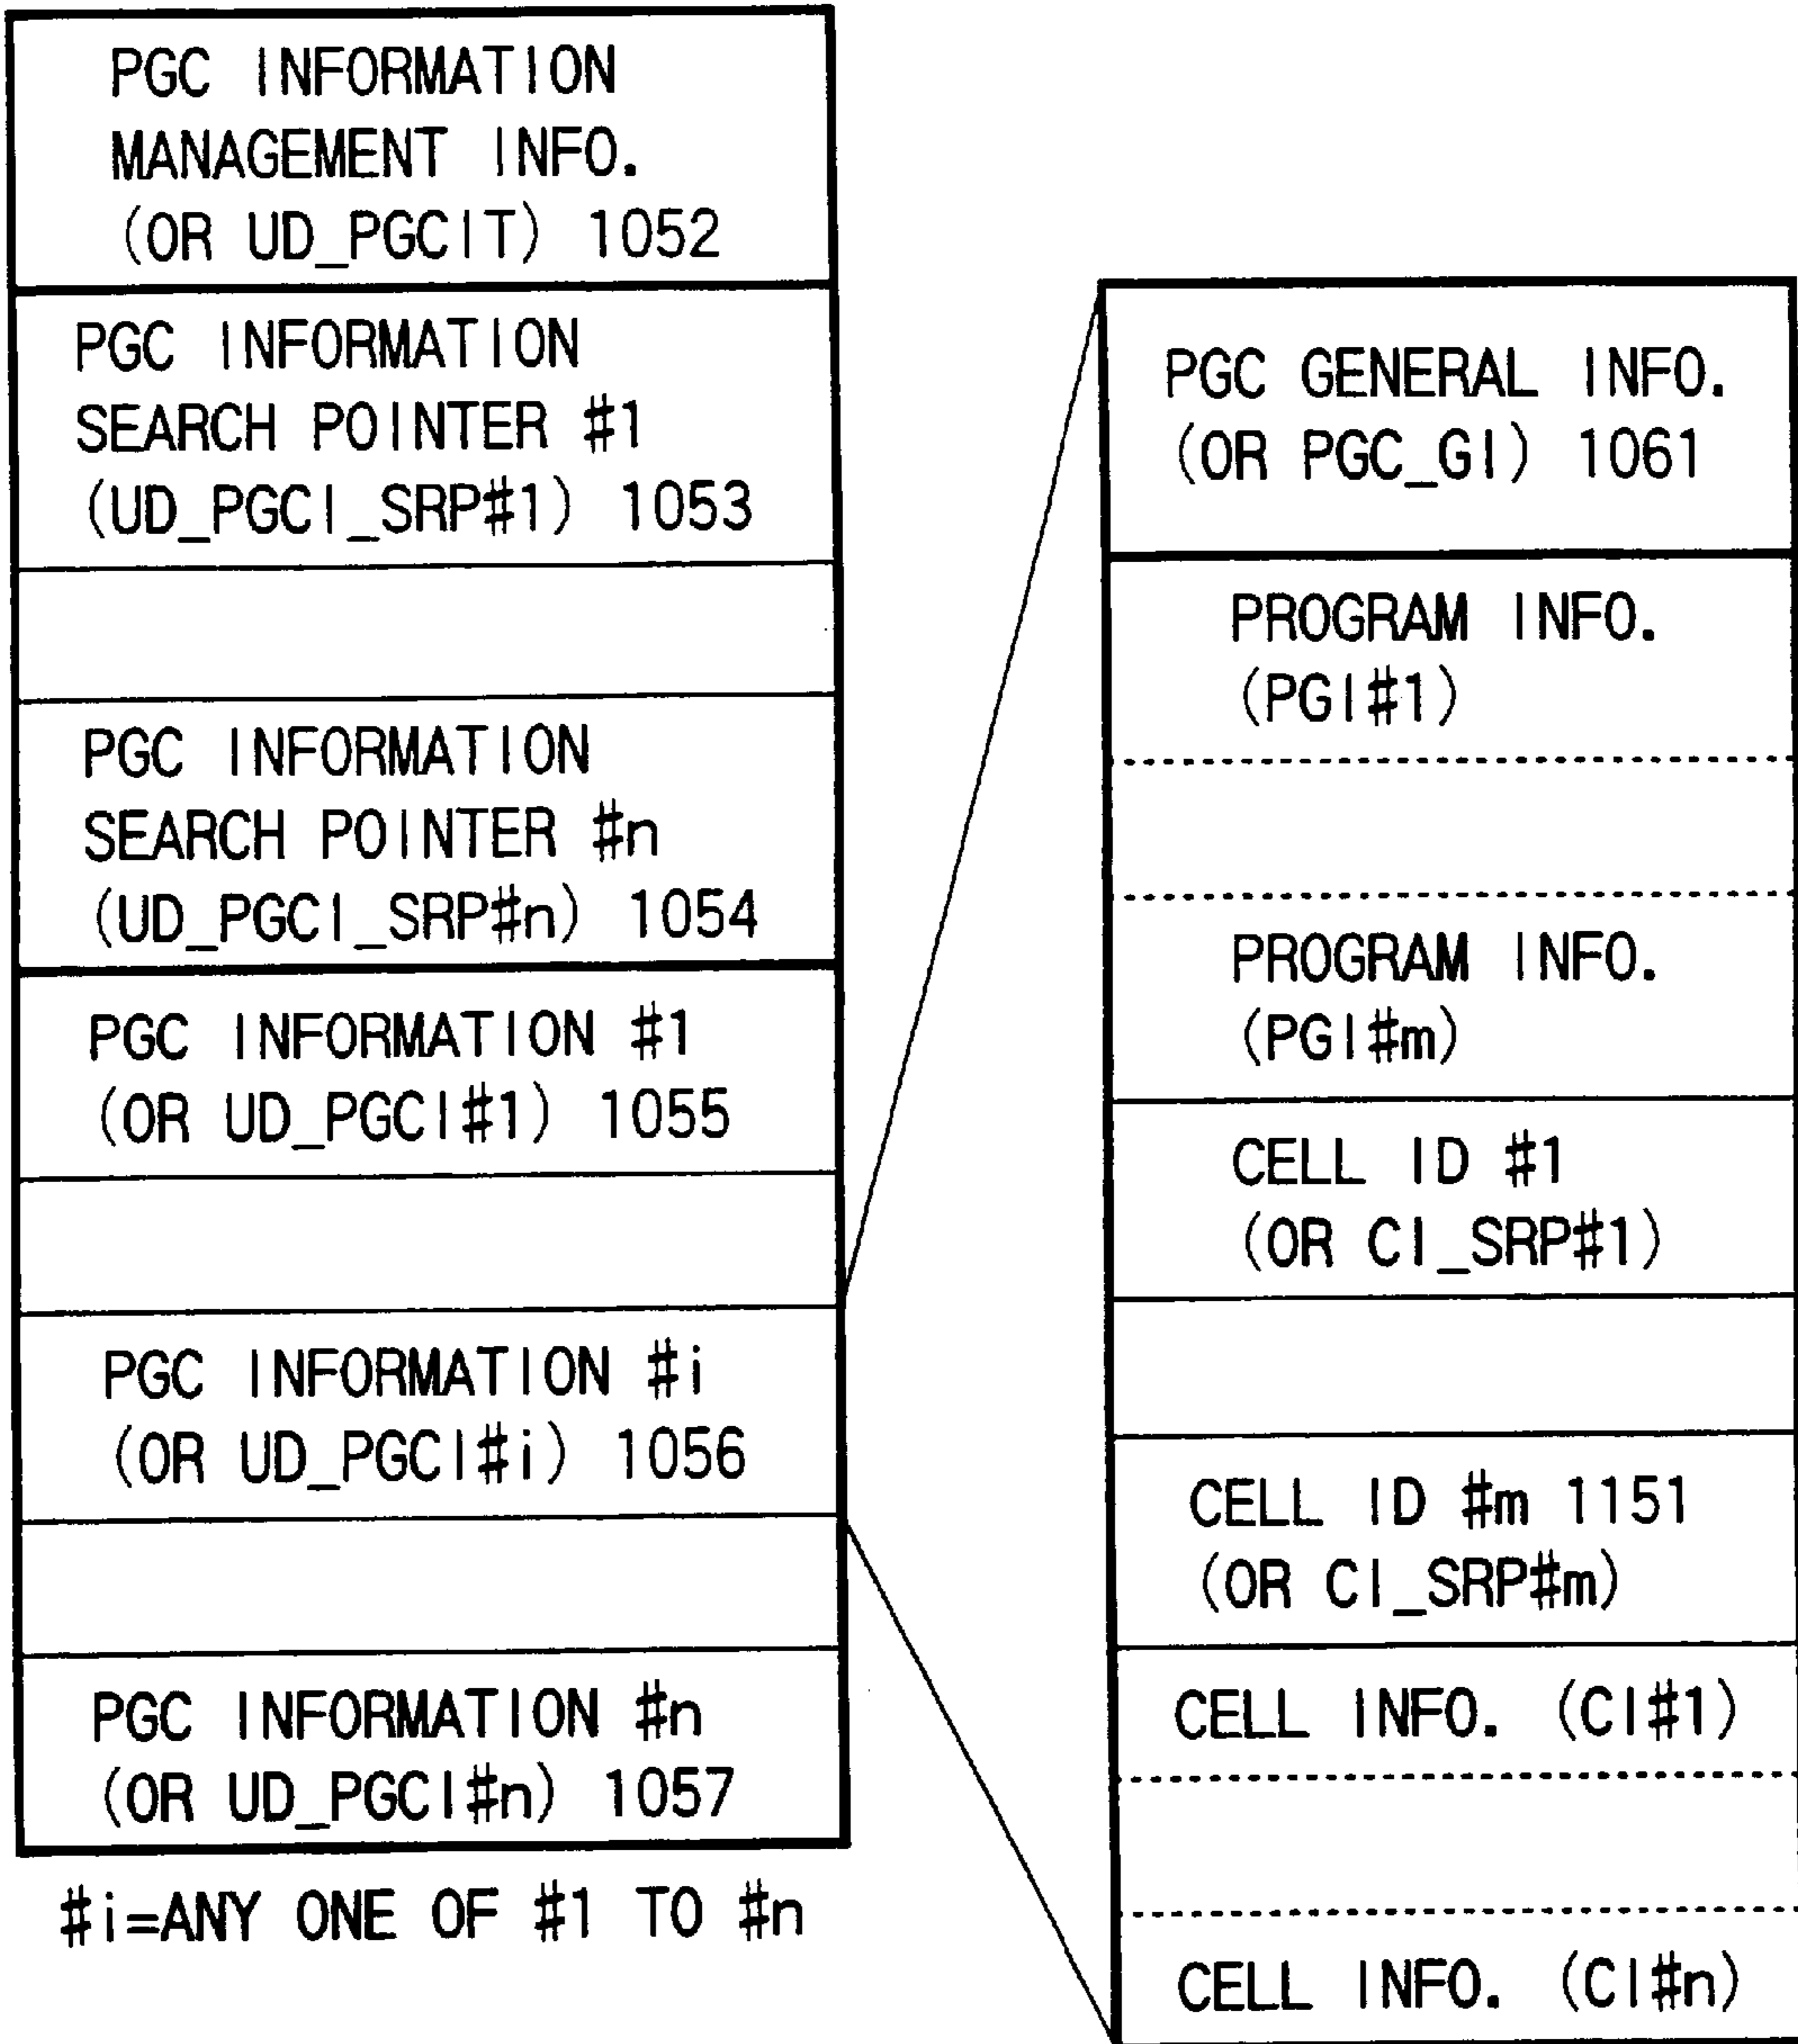 PGC INFORMATION
MANAGEMENT INFO.
(OR UD_PGCIT) 1052
PGC INFORMATION
SEARCH POINTER #1
(UD_PGCI_SRP#1) 1053
PGC INFORMATION
SEARCH POINTER #n
(UD_PGCI_SRP#n) 1054
PGC INFORMATION #1
(OR UD_PGCI#1) 1055
PGC INFORMATION #i
(OR UD_PGCI#i) 1056
PGC INFORMATION #n
(OR UD_PGCI#n) 1057
#i=ANY ONE OF #1 TO #n
PGC GENERAL INFO.
(OR PGC_GI) 1061
PROGRAM INFO.
(PGI#1)
PROGRAM INFO.
(PGI#m)
CELL ID #1
(OR CI_SRP#1)
CELL ID #m 1151
(OR CI_SRP#m)
CELL INFO. (CI#1)
CELL INFO. (CI#n)